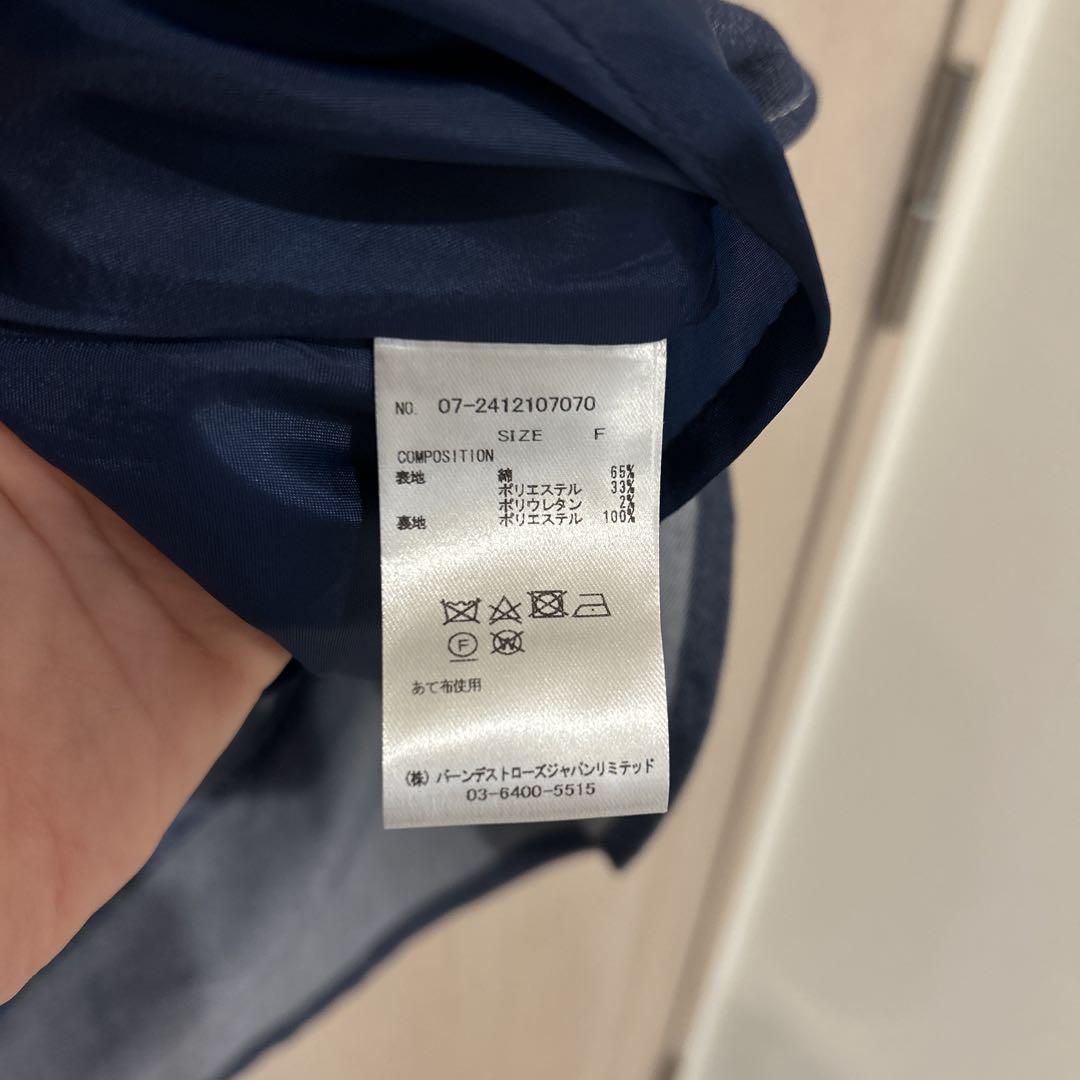 NO. 07-2412107070
SIZE F
COMPOSITION
表地 綿 65%
ポリエステル 33%
ポリウレタン 2%
裏地 ポリエステル 100%
F W
あて布使用
(株) バーンデストローズジャパンリミテッド
03-6400-5515